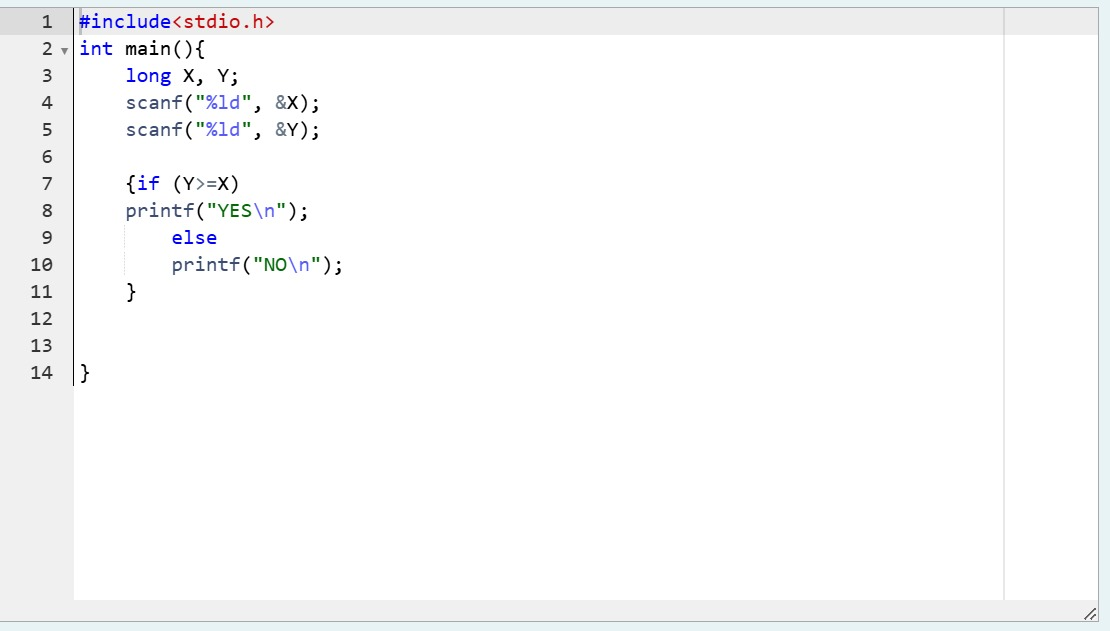 1 #include<stdio.h>
2 int main(){
3     long X, Y;
4     scanf("%ld", &X);
5     scanf("%ld", &Y);
6
7     {if (Y>=X)
8     printf("YES\n");
9         else
10         printf("NO\n");
11     }
12
13
14 }